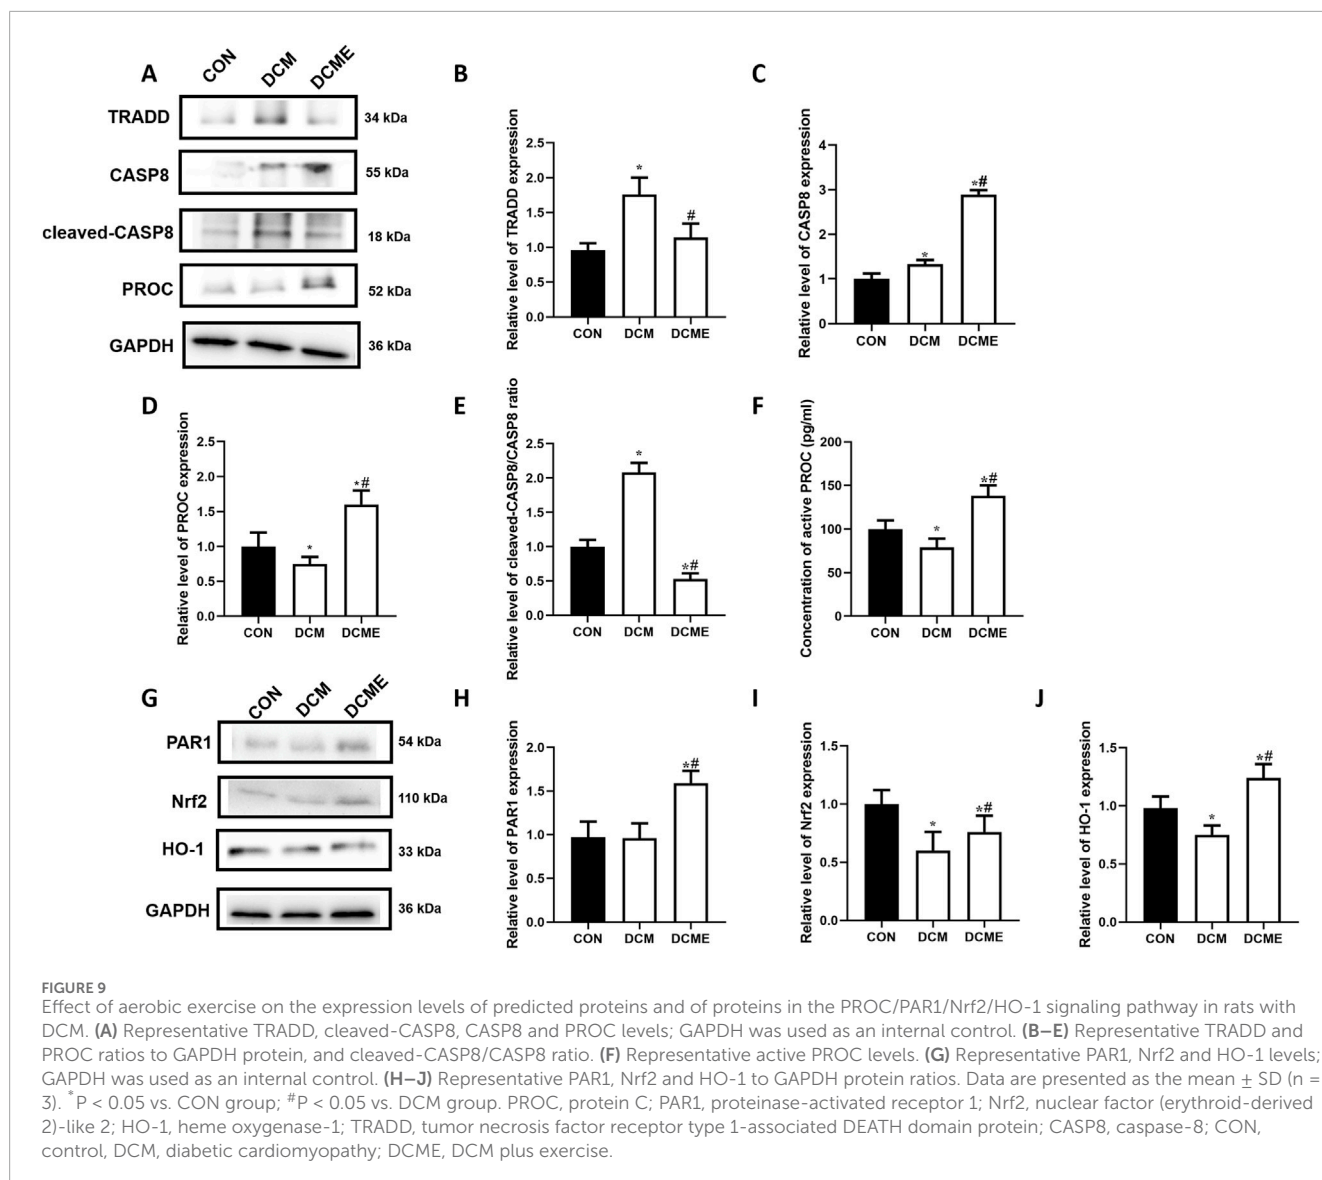 A
CON
DCM
DCME
TRADD
34 kDa
CASP8
55 kDa
cleaved-CASP8
18 kDa
PROC
52 kDa
GAPDH
36 kDa
B
Relative level of TRADD expression
2.5
2.0
1.5
1.0
0.5
0.0
*
#
CON
DCM
DCME
C
Relative level of CASP8 expression
4
3
2
1
0
*
*#
CON
DCM
DCME
D
Relative level of PROC expression
2.5
2.0
1.5
1.0
0.5
0.0
*
*#
CON
DCM
DCME
E
Relative level of cleaved-CASP8/CASP8 ratio
2.5
2.0
1.5
1.0
0.5
0.0
*
*#
CON
DCM
DCME
F
Concentration of active PROC (pg/ml)
200
150
100
50
0
*
*#
CON
DCM
DCME
G
CON
DCM
DCME
PAR1
54 kDa
Nrf2
110 kDa
HO-1
33 kDa
GAPDH
36 kDa
H
Relative level of PAR1 expression
2.0
1.5
1.0
0.5
0.0
*#
CON
DCM
DCME
I
Relative level of Nrf2 expression
1.5
1.0
0.5
0.0
*
*#
CON
DCM
DCME
J
Relative level of HO-1 expression
1.5
1.0
0.5
0.0
*
*#
CON
DCM
DCME
FIGURE 9
Effect of aerobic exercise on the expression levels of predicted proteins and of proteins in the PROC/PAR1/Nrf2/HO-1 signaling pathway in rats with
DCM. (A) Representative TRADD, cleaved-CASP8, CASP8 and PROC levels; GAPDH was used as an internal control. (B–E) Representative TRADD and
PROC ratios to GAPDH protein, and cleaved-CASP8/CASP8 ratio. (F) Representative active PROC levels. (G) Representative PAR1, Nrf2 and HO-1 levels;
GAPDH was used as an internal control. (H–J) Representative PAR1, Nrf2 and HO-1 to GAPDH protein ratios. Data are presented as the mean ± SD (n =
3). *P < 0.05 vs. CON group; #P < 0.05 vs. DCM group. PROC, protein C; PAR1, proteinase-activated receptor 1; Nrf2, nuclear factor (erythroid-derived
2)-like 2; HO-1, heme oxygenase-1; TRADD, tumor necrosis factor receptor type 1-associated DEATH domain protein; CASP8, caspase-8; CON,
control, DCM, diabetic cardiomyopathy; DCME, DCM plus exercise.